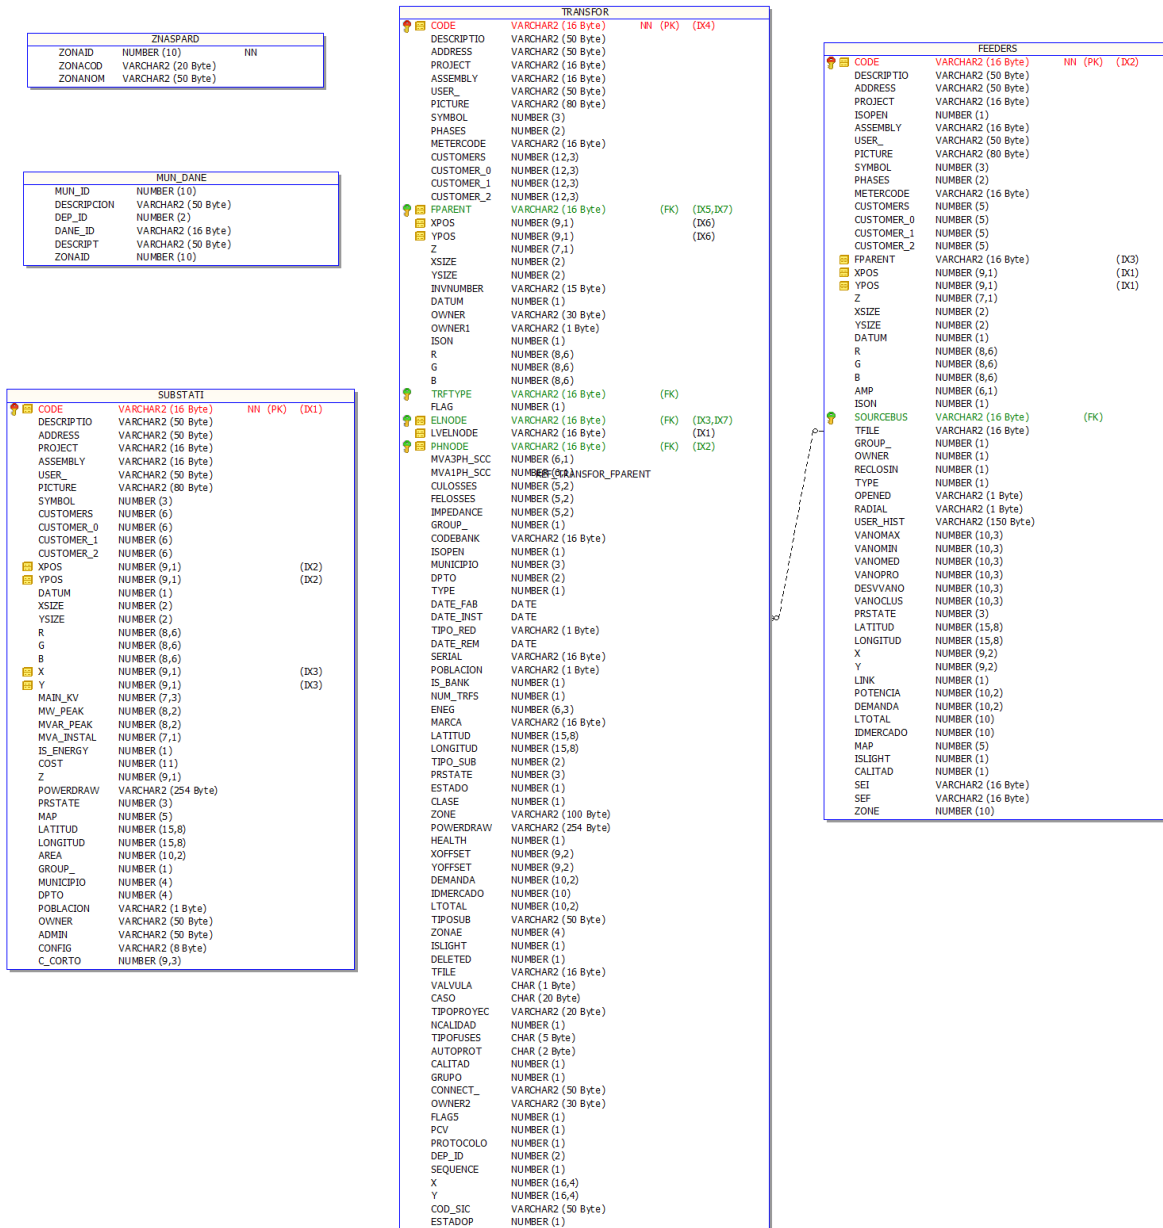 ZNASPARD
ZONAID NUMBER (10) NN
ZONACOD VARCHAR2 (20 Byte)
ZONANOM VARCHAR2 (50 Byte)
MUN_DANE
MUN_ID NUMBER (10)
DESCRIPCION VARCHAR2 (50 Byte)
DEP_ID NUMBER (2)
DANE_ID VARCHAR2 (16 Byte)
DESCRIPT VARCHAR2 (50 Byte)
ZONAID NUMBER (10)
SUBSTATI
CODE VARCHAR2 (16 Byte) NN (PK) (IX1)
DESCRIPTIO VARCHAR2 (50 Byte)
ADDRESS VARCHAR2 (50 Byte)
PROJECT VARCHAR2 (16 Byte)
ASSEMBLY VARCHAR2 (16 Byte)
USER_ VARCHAR2 (50 Byte)
PICTURE VARCHAR2 (80 Byte)
SYMBOL NUMBER (3)
CUSTOMERS NUMBER (6)
CUSTOMER_0 NUMBER (6)
CUSTOMER_1 NUMBER (6)
CUSTOMER_2 NUMBER (6)
XPOS NUMBER (9,1) (IX2)
YPOS NUMBER (9,1) (IX2)
DATUM NUMBER (1)
XSIZE NUMBER (2)
YSIZE NUMBER (2)
R NUMBER (8,6)
G NUMBER (8,6)
B NUMBER (8,6)
X NUMBER (9,1) (IX3)
Y NUMBER (9,1) (IX3)
MAIN_KV NUMBER (7,3)
MW_PEAK NUMBER (8,2)
MVAR_PEAK NUMBER (8,2)
MVA_INSTAL NUMBER (7,1)
IS_ENERGY NUMBER (1)
COST NUMBER (11)
Z NUMBER (9,1)
POWERDRAW VARCHAR2 (254 Byte)
PRSTATE NUMBER (3)
MAP NUMBER (5)
LATITUD NUMBER (15,8)
LONGITUD NUMBER (15,8)
AREA NUMBER (10,2)
GROUP_ NUMBER (1)
MUNICIPIO NUMBER (4)
DPTO NUMBER (4)
POBLACION VARCHAR2 (1 Byte)
OWNER VARCHAR2 (50 Byte)
ADMIN VARCHAR2 (50 Byte)
CONFIG VARCHAR2 (8 Byte)
C_CORTO NUMBER (9,3)
TRANSFOR
CODE VARCHAR2 (16 Byte) NN (PK) (IX4)
DESCRIPTIO VARCHAR2 (50 Byte)
ADDRESS VARCHAR2 (50 Byte)
PROJECT VARCHAR2 (16 Byte)
ASSEMBLY VARCHAR2 (16 Byte)
USER_ VARCHAR2 (50 Byte)
PICTURE VARCHAR2 (80 Byte)
SYMBOL NUMBER (3)
PHASES NUMBER (2)
METERCODE VARCHAR2 (16 Byte)
CUSTOMERS NUMBER (12,3)
CUSTOMER_0 NUMBER (12,3)
CUSTOMER_1 NUMBER (12,3)
CUSTOMER_2 NUMBER (12,3)
FPARENT VARCHAR2 (16 Byte) (FK) (IX5,IX7)
XPOS NUMBER (9,1) (IX6)
YPOS NUMBER (9,1) (IX6)
Z NUMBER (7,1)
XSIZE NUMBER (2)
YSIZE NUMBER (2)
INVNUMBER VARCHAR2 (15 Byte)
DATUM NUMBER (1)
OWNER VARCHAR2 (30 Byte)
OWNER1 VARCHAR2 (1 Byte)
ISON NUMBER (1)
R NUMBER (8,6)
G NUMBER (8,6)
B NUMBER (8,6)
TRFTYPE VARCHAR2 (16 Byte) (FK)
FLAG NUMBER (1)
ELNODE VARCHAR2 (16 Byte) (FK) (IX3,IX7)
LVELNODE VARCHAR2 (16 Byte) (IX1)
PHNODE VARCHAR2 (16 Byte) (FK) (IX2)
MVA3PH_SCC NUMBER (6,1)
MVA1PH_SCC NUMBER (6,1) REF_TRANSFOR_FPARENT
CULOSSES NUMBER (5,2)
FELOSSES NUMBER (5,2)
IMPEDANCE NUMBER (5,2)
GROUP_ NUMBER (1)
CODEBANK VARCHAR2 (16 Byte)
ISOPEN NUMBER (1)
MUNICIPIO NUMBER (3)
DPTO NUMBER (2)
TYPE NUMBER (1)
DATE_FAB DATE
DATE_INST DATE
TIPO_RED VARCHAR2 (1 Byte)
DATE_REM DATE
SERIAL VARCHAR2 (16 Byte)
POBLACION VARCHAR2 (1 Byte)
IS_BANK NUMBER (1)
NUM_TRFS NUMBER (1)
ENEG NUMBER (6,3)
MARCA VARCHAR2 (16 Byte)
LATITUD NUMBER (15,8)
LONGITUD NUMBER (15,8)
TIPO_SUB NUMBER (2)
PRSTATE NUMBER (3)
ESTADO NUMBER (1)
CLASE NUMBER (1)
ZONE VARCHAR2 (100 Byte)
POWERDRAW VARCHAR2 (254 Byte)
HEALTH NUMBER (1)
XOFFSET NUMBER (9,2)
YOFFSET NUMBER (9,2)
DEMANDA NUMBER (10,2)
IDMERCADO NUMBER (10)
LTOTAL NUMBER (10,2)
TIPOSUB VARCHAR2 (50 Byte)
ZONAE NUMBER (4)
ISLIGHT NUMBER (1)
DELETED NUMBER (1)
TFILE VARCHAR2 (16 Byte)
VALVULA CHAR (1 Byte)
CASO CHAR (20 Byte)
TIPOPROYEC VARCHAR2 (20 Byte)
NCALIDAD NUMBER (1)
TIPOFUSES CHAR (5 Byte)
AUTOPROT CHAR (2 Byte)
CALITAD NUMBER (1)
GRUPO NUMBER (1)
CONNECT_ VARCHAR2 (50 Byte)
OWNER2 VARCHAR2 (30 Byte)
FLAG5 NUMBER (1)
PCV NUMBER (1)
PROTOCOLO NUMBER (1)
DEP_ID NUMBER (2)
SEQUENCE NUMBER (1)
X NUMBER (16,4)
Y NUMBER (16,4)
COD_SIC VARCHAR2 (50 Byte)
ESTADOP NUMBER (1)
FEEDERS
CODE VARCHAR2 (16 Byte) NN (PK) (IX2)
DESCRIPTIO VARCHAR2 (50 Byte)
ADDRESS VARCHAR2 (50 Byte)
PROJECT VARCHAR2 (16 Byte)
ISOPEN NUMBER (1)
ASSEMBLY VARCHAR2 (16 Byte)
USER_ VARCHAR2 (50 Byte)
PICTURE VARCHAR2 (80 Byte)
SYMBOL NUMBER (3)
PHASES NUMBER (2)
METERCODE VARCHAR2 (16 Byte)
CUSTOMERS NUMBER (5)
CUSTOMER_0 NUMBER (5)
CUSTOMER_1 NUMBER (5)
CUSTOMER_2 NUMBER (5)
FPARENT VARCHAR2 (16 Byte) (IX3)
XPOS NUMBER (9,1) (IX1)
YPOS NUMBER (9,1) (IX1)
Z NUMBER (7,1)
XSIZE NUMBER (2)
YSIZE NUMBER (2)
DATUM NUMBER (1)
R NUMBER (8,6)
G NUMBER (8,6)
B NUMBER (8,6)
AMP NUMBER (6,1)
ISON NUMBER (1)
SOURCEBUS VARCHAR2 (16 Byte) (FK)
TFILE VARCHAR2 (16 Byte)
GROUP_ NUMBER (1)
OWNER NUMBER (1)
RECLOSIN NUMBER (1)
TYPE NUMBER (1)
OPENED VARCHAR2 (1 Byte)
RADIAL VARCHAR2 (1 Byte)
USER_HIST VARCHAR2 (150 Byte)
VANOMAX NUMBER (10,3)
VANOMIN NUMBER (10,3)
VANOMED NUMBER (10,3)
VANOPRO NUMBER (10,3)
DESVVANO NUMBER (10,3)
VANOCLUS NUMBER (10,3)
PRSTATE NUMBER (3)
LATITUD NUMBER (15,8)
LONGITUD NUMBER (15,8)
X NUMBER (9,2)
Y NUMBER (9,2)
LINK NUMBER (1)
POTENCIA NUMBER (10,2)
DEMANDA NUMBER (10,2)
LTOTAL NUMBER (10)
IDMERCADO NUMBER (10)
MAP NUMBER (5)
ISLIGHT NUMBER (1)
CALITAD NUMBER (1)
SEI VARCHAR2 (16 Byte)
SEF VARCHAR2 (16 Byte)
ZONE NUMBER (10)